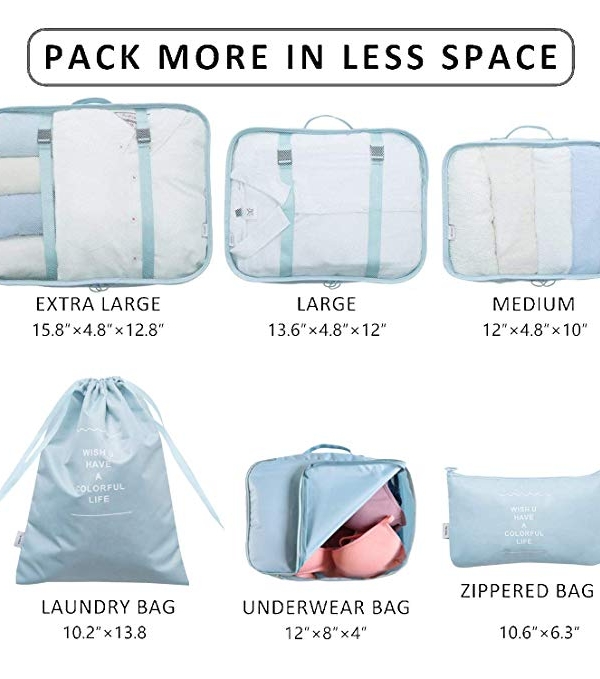 PACK MORE IN LESS SPACE
EXTRA LARGE
15.8"×4.8"×12.8"
LARGE
13.6"×4.8"×12"
MEDIUM
12"×4.8"×10"
WISH U
HAVE
A
COLORFUL
LIFE
WISH U
HAVE
A
COLORFUL
LIFE
LAUNDRY BAG
10.2"×13.8
UNDERWEAR BAG
12"×8"×4"
ZIPPERED BAG
10.6"×6.3"